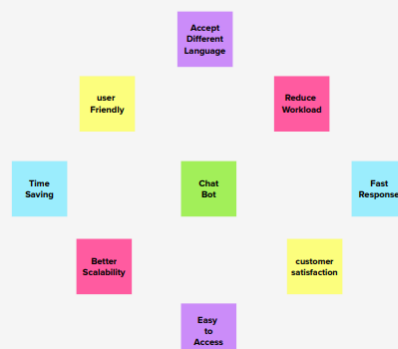 Accept
Different
Language
user
Friendly
Reduce
Workload
Time
Saving
Chat
Bot
Fast
Response
Better
Scalability
customer
satisfaction
Easy
to
Access